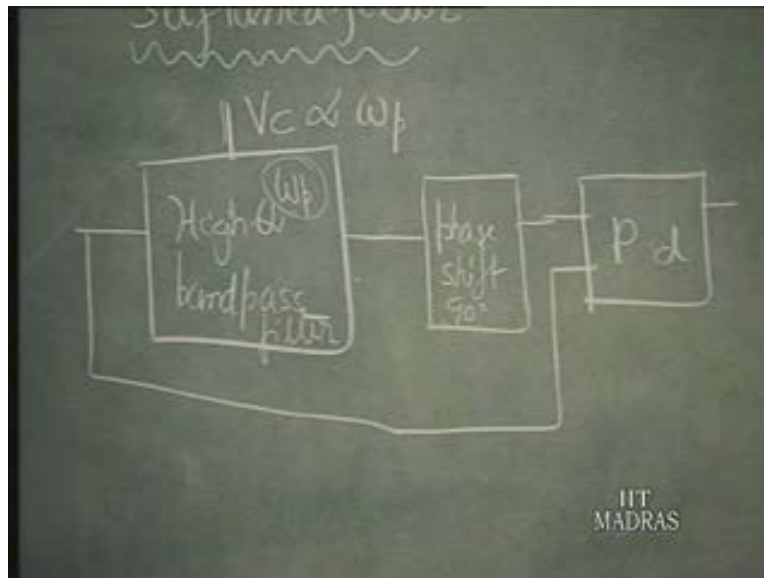 Vc ∝ ωp
ωp
High-Q
bandpass
filter
phase
shift
90°
P.d
IIT
MADRAS